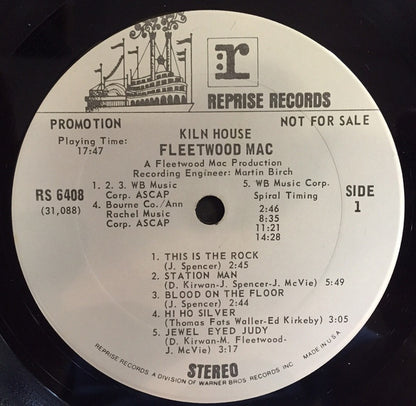 r
REPRISE RECORDS
PROMOTION
NOT FOR SALE
Playing Time:
17:47
KILN HOUSE
FLEETWOOD MAC
A Fleetwood Mac Production
Recording Engineer: Martin Birch
RS 6408
(31,088)
1. 2. 3. WB Music
Corp. ASCAP
4. Bourne Co./Ann
Rachel Music
Corp. ASCAP
5. WB Music Corp.
Spiral Timing
2:46
8:35
11:21
14:28
SIDE
1
1. THIS IS THE ROCK
(J. Spencer) 2:45
2. STATION MAN
(D. Kirwan-J. Spencer-J. McVie) 5:49
3. BLOOD ON THE FLOOR
(J. Spencer) 2:44
4. HI HO SILVER
(Thomas Fats Waller-Ed Kirkeby) 3:05
5. JEWEL EYED JUDY
(D. Kirwan-M. Fleetwood-
J. McVie) 3:17
STEREO
REPRISE RECORDS, A DIVISION OF WARNER BROS. RECORDS, INC. MADE IN U.S.A.